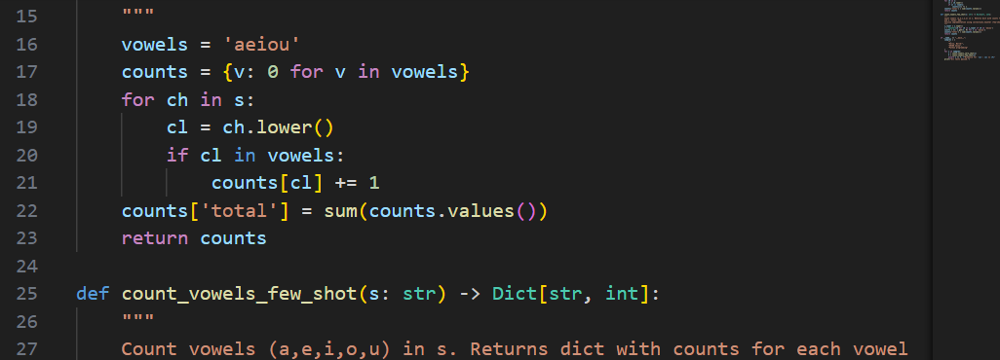 15 """
16 vowels = 'aeiou'
17 counts = {v: 0 for v in vowels}
18 for ch in s:
19 cl = ch.lower()
20 if cl in vowels:
21 counts[cl] += 1
22 counts['total'] = sum(counts.values())
23 return counts
24
25 def count_vowels_few_shot(s: str) -> Dict[str, int]:
26 """
27 Count vowels (a,e,i,o,u) in s. Returns dict with counts for each vowel